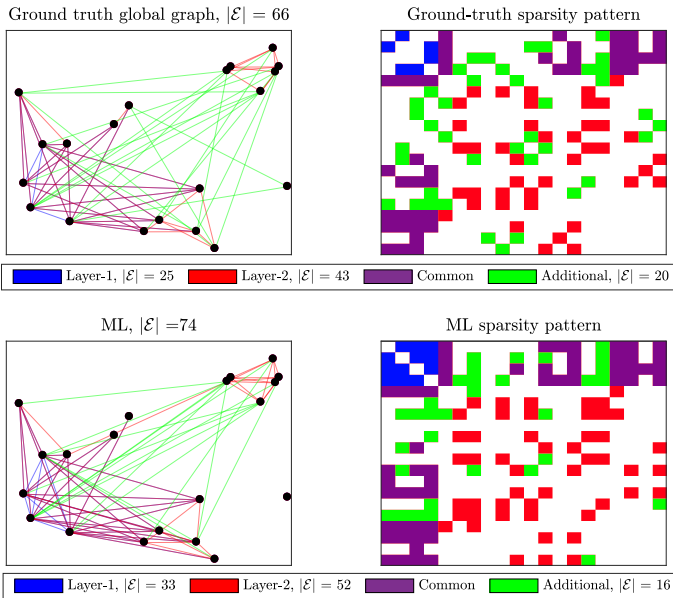 Ground truth global graph, |ℰ| = 66
Ground-truth sparsity pattern
Layer-1, |ℰ| = 25
Layer-2, |ℰ| = 43
Common
Additional, |ℰ| = 20
ML, |ℰ| =74
ML sparsity pattern
Layer-1, |ℰ| = 33
Layer-2, |ℰ| = 52
Common
Additional, |ℰ| = 16